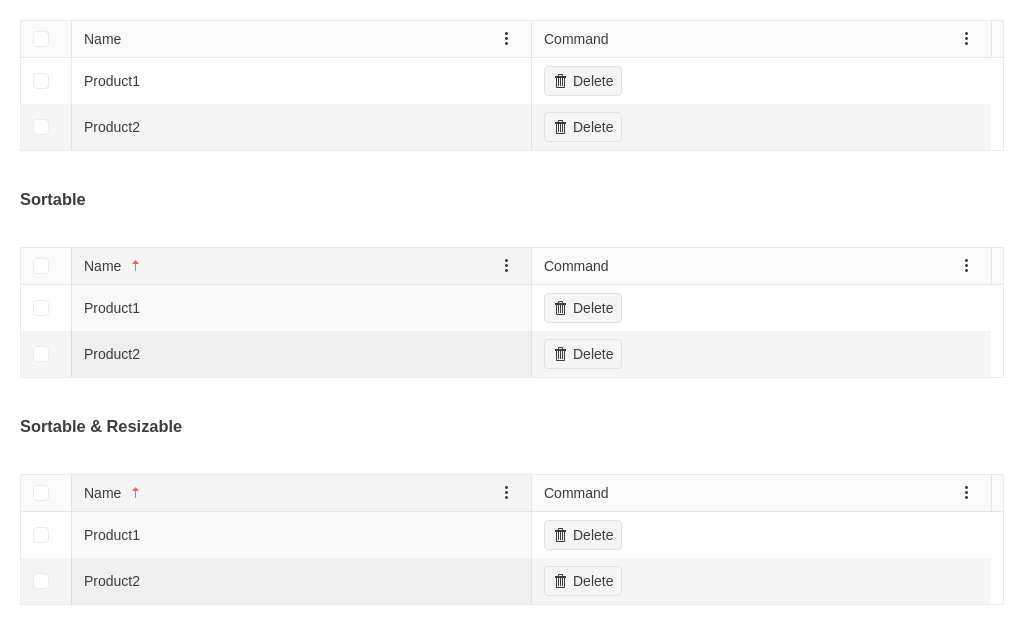 Name Command
Product1 Delete
Product2 Delete
Sortable
Name Command
Product1 Delete
Product2 Delete
Sortable & Resizable
Name Command
Product1 Delete
Product2 Delete